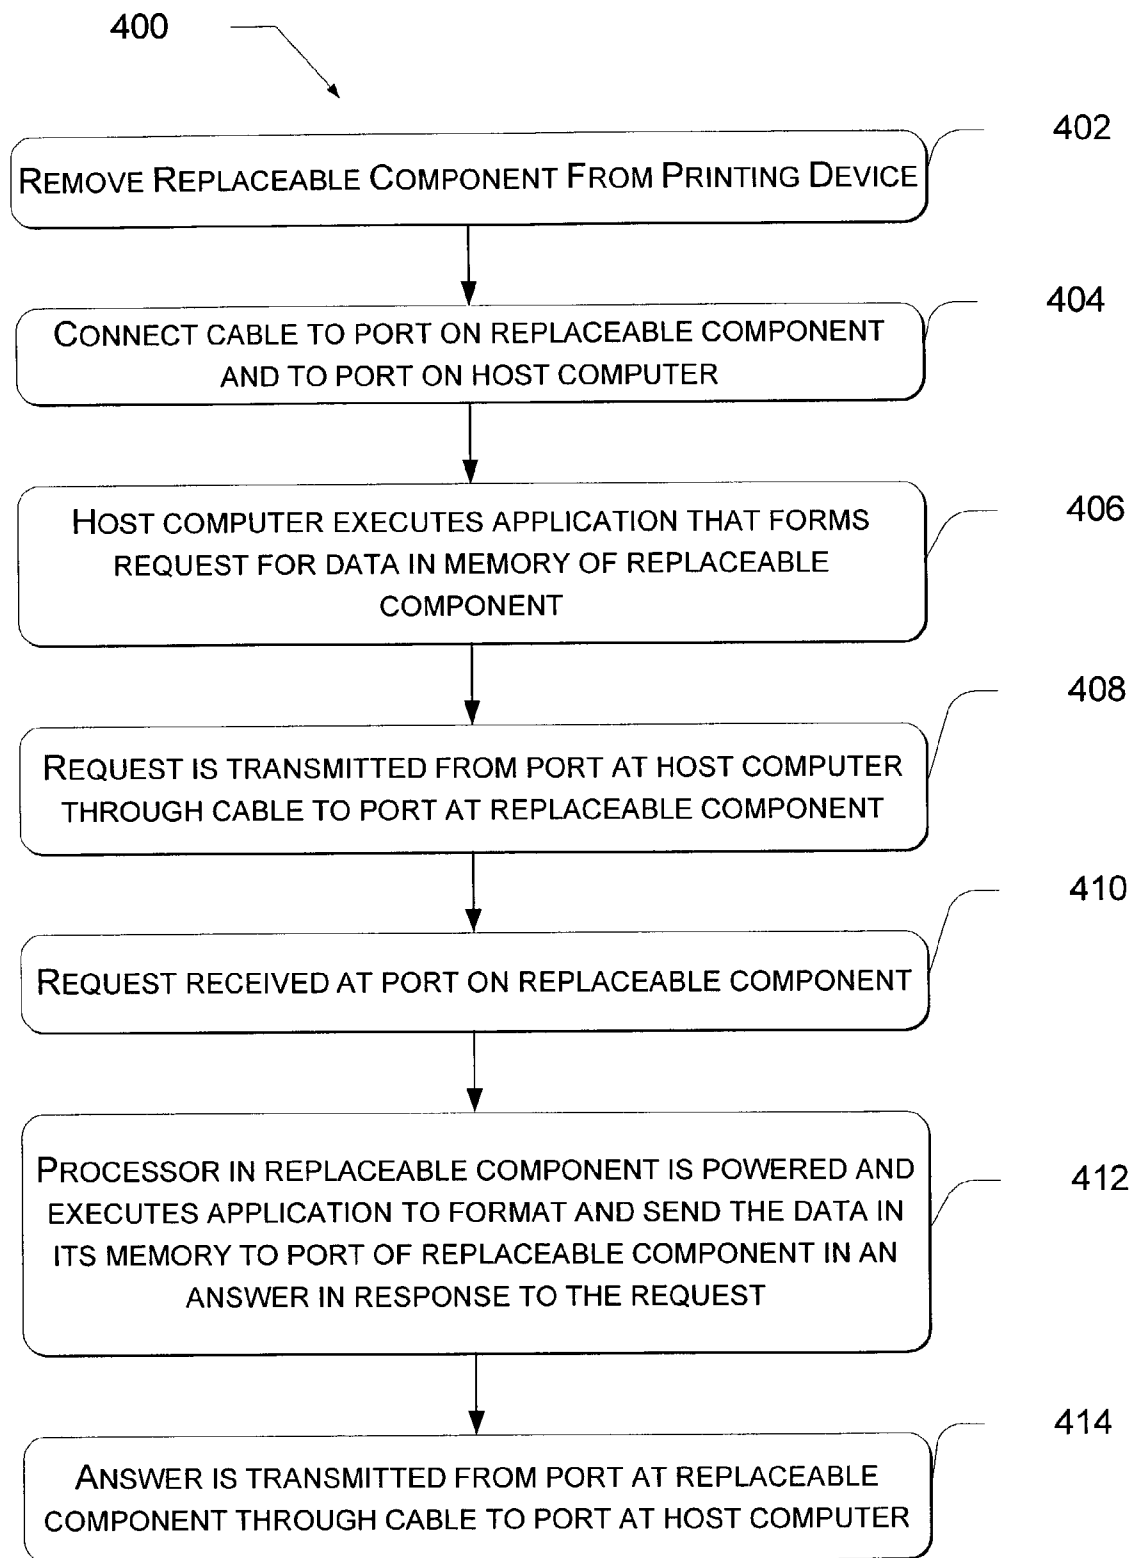 400
402
REMOVE REPLACEABLE COMPONENT FROM PRINTING DEVICE
404
CONNECT CABLE TO PORT ON REPLACEABLE COMPONENT
AND TO PORT ON HOST COMPUTER
406
HOST COMPUTER EXECUTES APPLICATION THAT FORMS
REQUEST FOR DATA IN MEMORY OF REPLACEABLE
COMPONENT
408
REQUEST IS TRANSMITTED FROM PORT AT HOST COMPUTER
THROUGH CABLE TO PORT AT REPLACEABLE COMPONENT
410
REQUEST RECEIVED AT PORT ON REPLACEABLE COMPONENT
412
PROCESSOR IN REPLACEABLE COMPONENT IS POWERED AND
EXECUTES APPLICATION TO FORMAT AND SEND THE DATA IN
ITS MEMORY TO PORT OF REPLACEABLE COMPONENT IN AN
ANSWER IN RESPONSE TO THE REQUEST
414
ANSWER IS TRANSMITTED FROM PORT AT REPLACEABLE
COMPONENT THROUGH CABLE TO PORT AT HOST COMPUTER